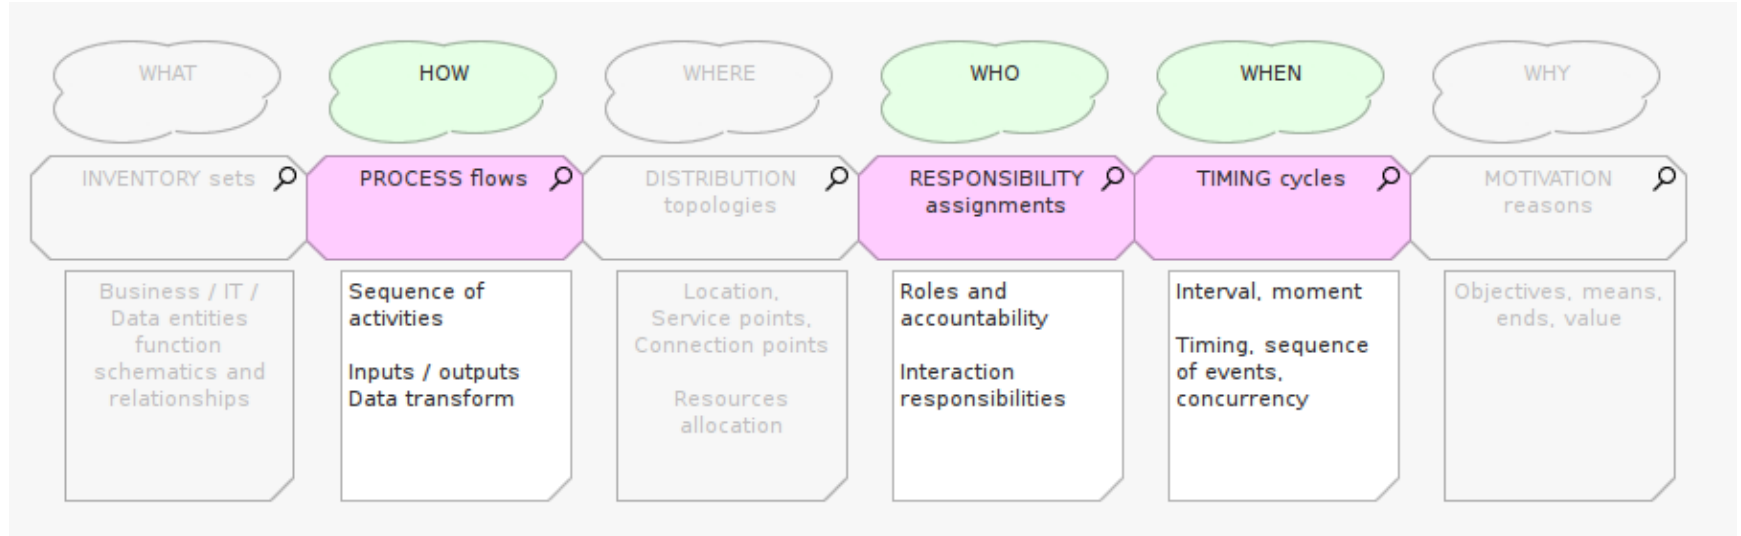 WHAT
HOW
WHERE
WHO
WHEN
WHY
INVENTORY sets
PROCESS flows
DISTRIBUTION
topologies
RESPONSIBILITY
assignments
TIMING cycles
MOTIVATION
reasons
Business / IT /
Data entities
function
schematics and
relationships
Sequence of
activities
Inputs / outputs
Data transform
Location,
Service points,
Connection points
Resources
allocation
Roles and
accountability
Interaction
responsibilities
Interval, moment
Timing, sequence
of events,
concurrency
Objectives, means,
ends, value